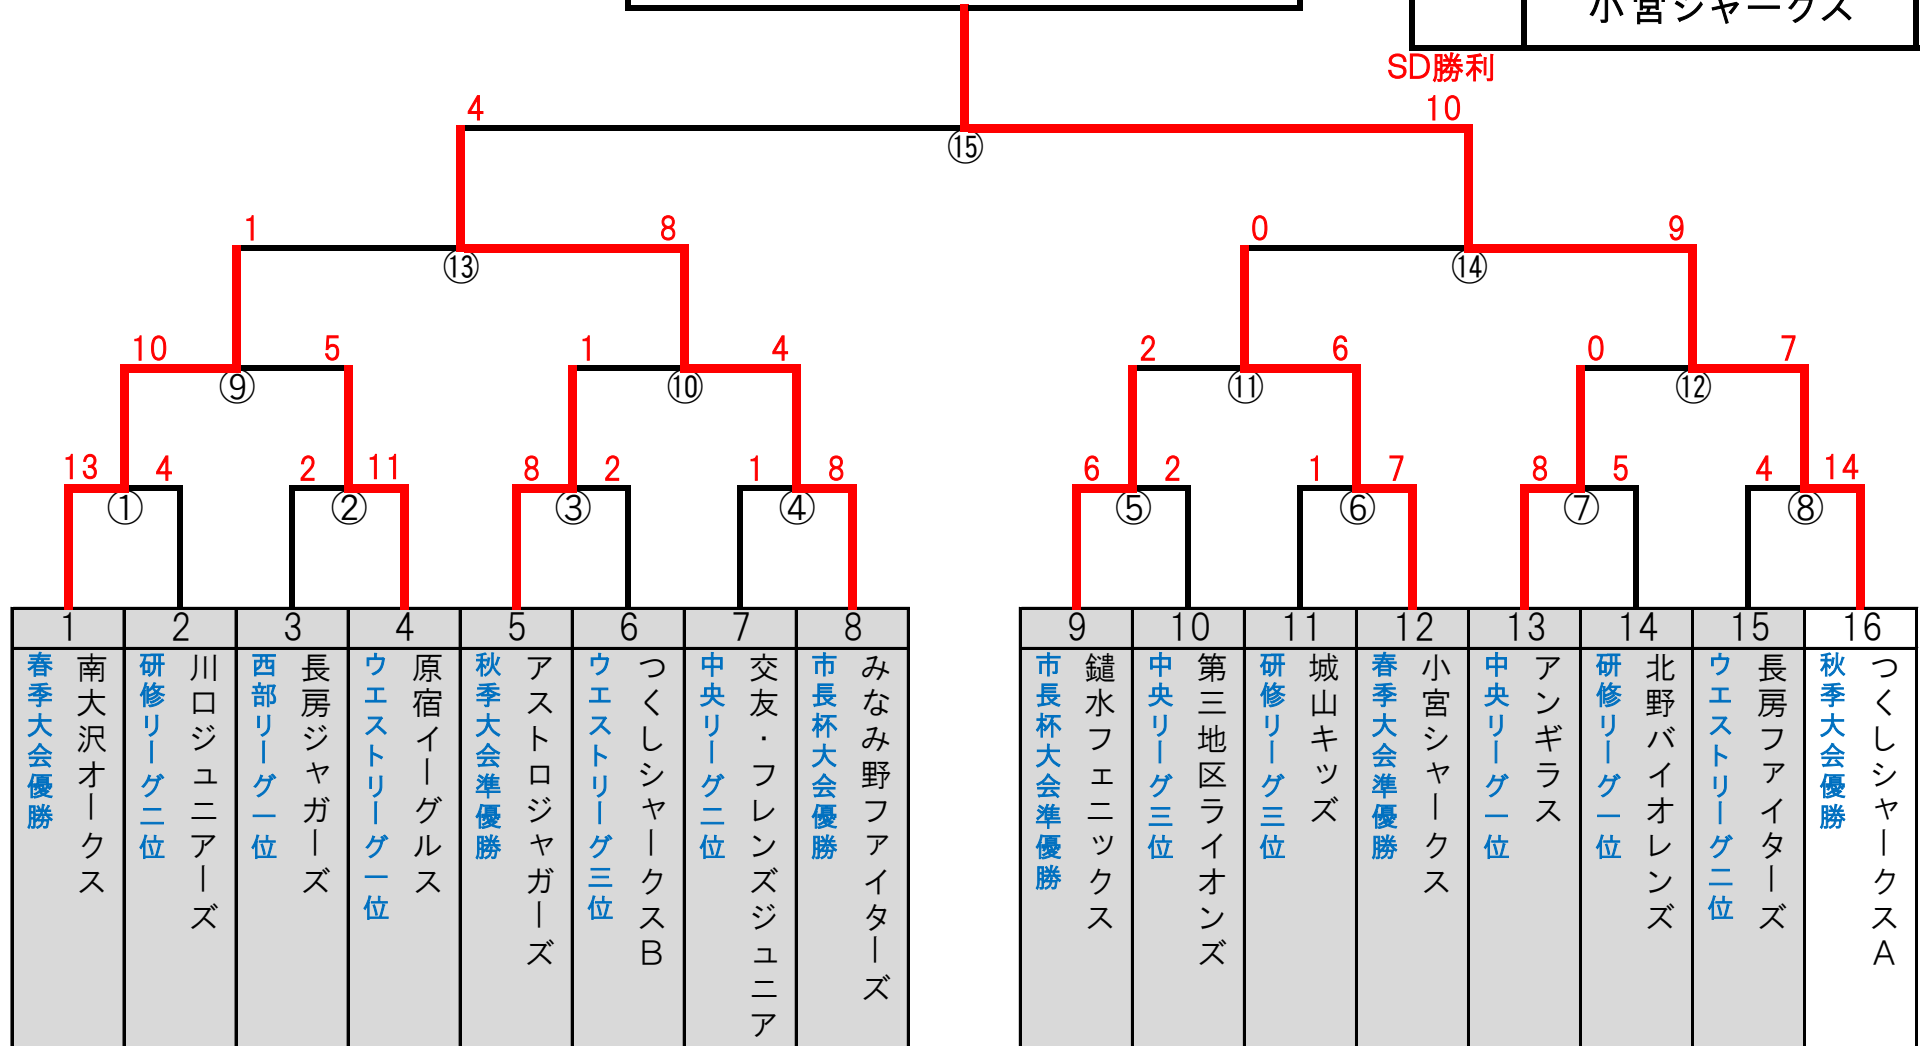 小宮シャークス
SD勝利
4
10
⑮
1
8
0
9
⑬
⑭
10
5
1
4
2
6
0
7
⑨
⑩
⑪
⑫
13
4
2
11
8
2
1
8
6
2
1
7
8
5
4
14
①
②
③
④
⑤
⑥
⑦
⑧
1
2
3
4
5
6
7
8
9
10
11
12
13
14
15
16
春季大会優勝
南大沢オークス
研修リーグ二位
川口ジュニアーズ
西部リーグ一位
長房ジャガーズ
ウエストリーグ一位
原宿イーグルス
秋季大会準優勝
アストロジャガーズ
ウエストリーグ三位
つくしシャークスB
中央リーグ二位
交友・フレンズジュニア
市長杯大会優勝
みなみ野ファイターズ
市長杯大会準優勝
鑓水フェニックス
中央リーグ三位
第三地区ライオンズ
研修リーグ三位
城山キッズ
春季大会準優勝
小宮シャークス
中央リーグ一位
アンギラス
研修リーグ一位
北野バイオレンズ
ウエストリーグ二位
長房ファイターズ
秋季大会優勝
つくしシャークスA